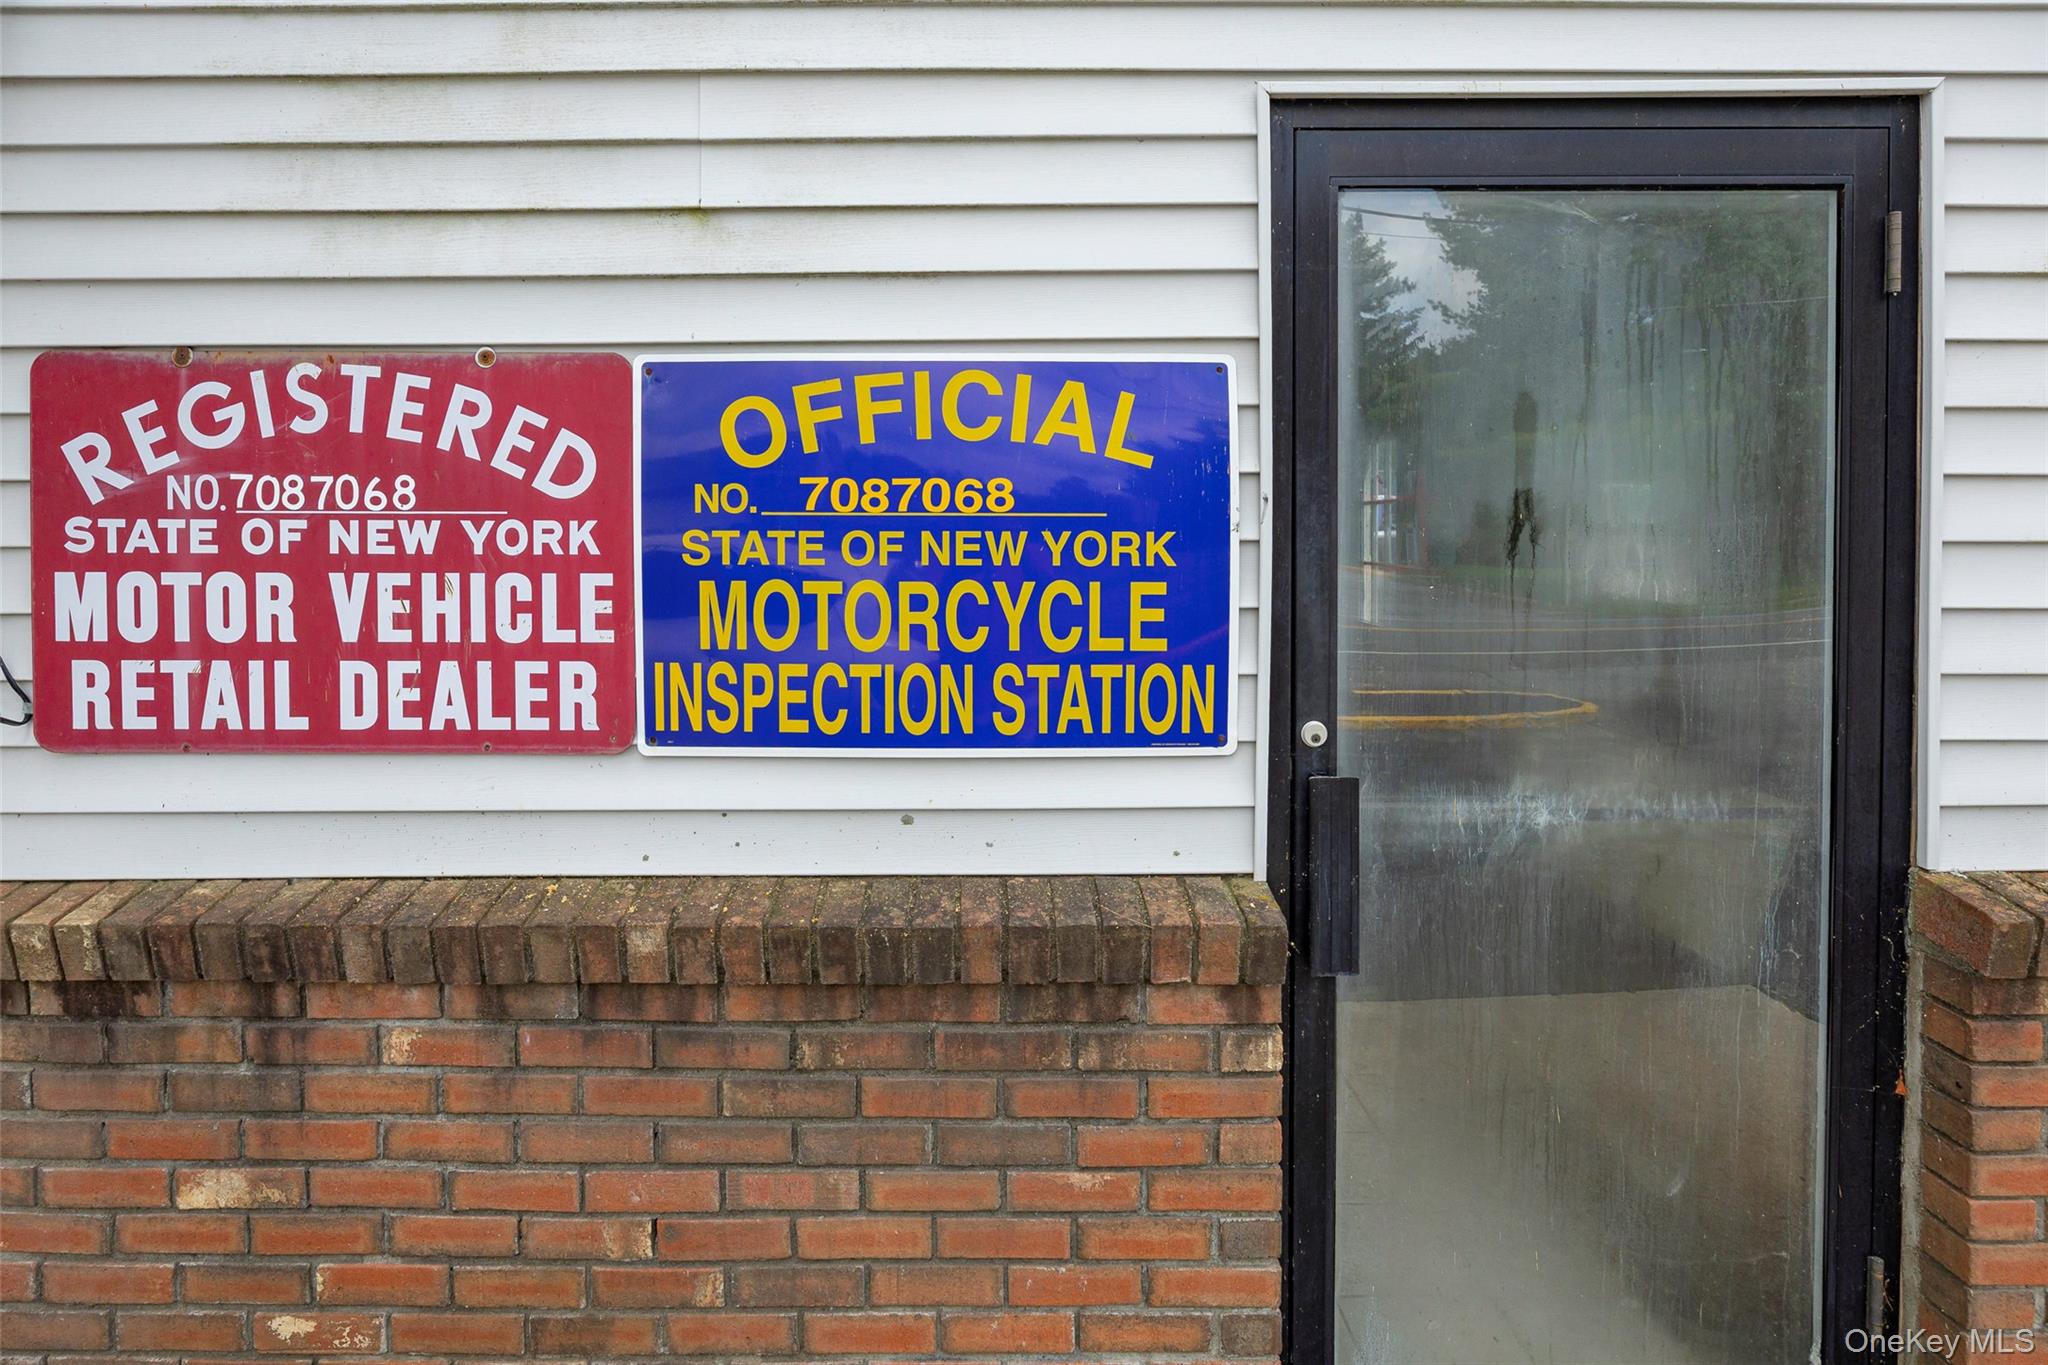 REGISTERED
NO. 7087068
STATE OF NEW YORK
MOTOR VEHICLE
RETAIL DEALER
OFFICIAL
NO. 7087068
STATE OF NEW YORK
MOTORCYCLE
INSPECTION STATION
OneKey MLS